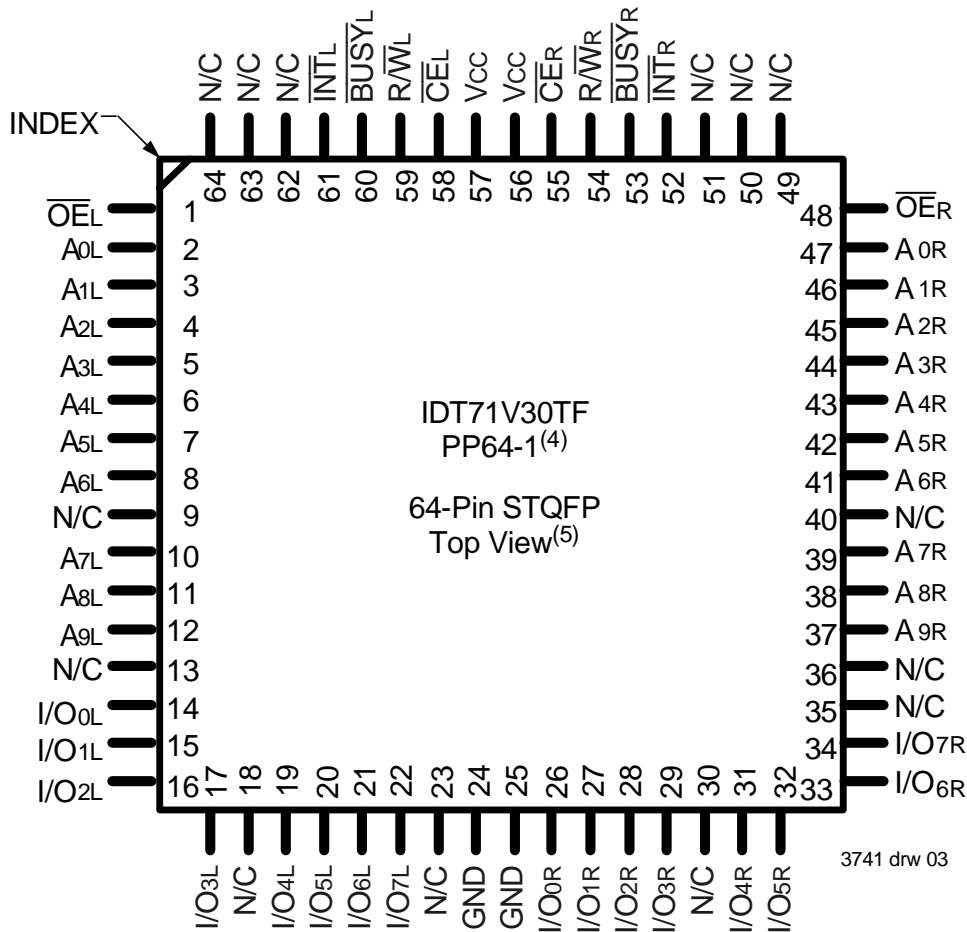 N/C
N/C
N/C
INTL
BUSYL
R/WL
CEL
VCC
VCC
CER
R/WR
BUSYR
INTR
N/C
N/C
N/C
INDEX
64
63
62
61
60
59
58
57
56
55
54
53
52
51
50
49
OEL 1
A0L 2
A1L 3
A2L 4
A3L 5
A4L 6
A5L 7
A6L 8
N/C 9
A7L 10
A8L 11
A9L 12
N/C 13
I/O0L 14
I/O1L 15
I/O2L 16
IDT71V30TF
PP64-1(4)
64-Pin STQFP
Top View(5)
48 OER
47 A0R
46 A1R
45 A2R
44 A3R
43 A4R
42 A5R
41 A6R
40 N/C
39 A7R
38 A8R
37 A9R
36 N/C
35 N/C
34 I/O7R
33 I/O6R
17
18
19
20
21
22
23
24
25
26
27
28
29
30
31
32
I/O3L
N/C
I/O4L
I/O5L
I/O6L
I/O7L
N/C
GND
GND
I/O0R
I/O1R
I/O2R
I/O3R
N/C
I/O4R
I/O5R
3741 drw 03